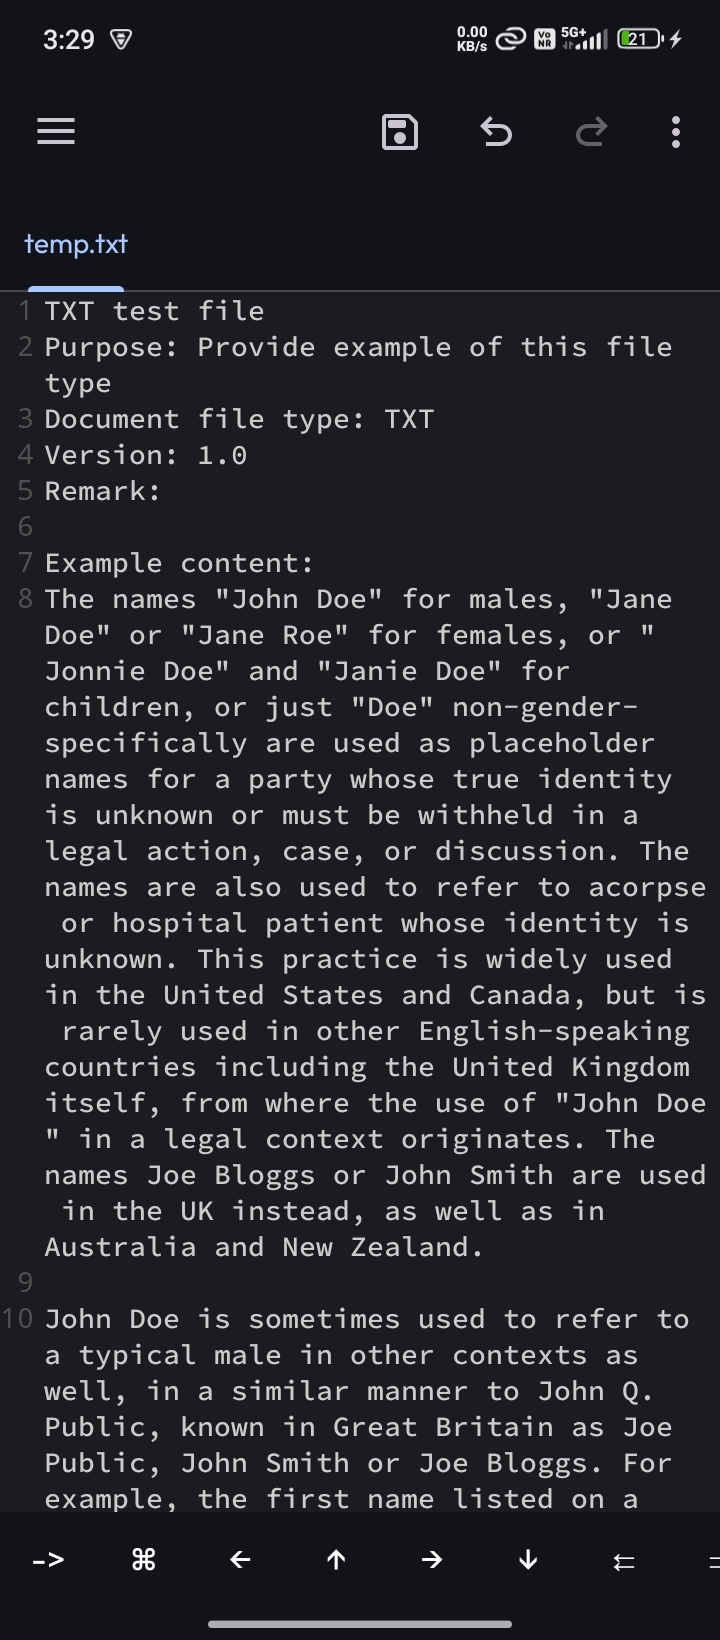 3:29
0.00
KB/s
Vo
NR
5G+
21
temp.txt
1 TXT test file
2 Purpose: Provide example of this file
type
3 Document file type: TXT
4 Version: 1.0
5 Remark:
6
7 Example content:
8 The names "John Doe" for males, "Jane
Doe" or "Jane Roe" for females, or "
Jonnie Doe" and "Janie Doe" for
children, or just "Doe" non-gender-
specifically are used as placeholder
names for a party whose true identity
is unknown or must be withheld in a
legal action, case, or discussion. The
names are also used to refer to acorpse
or hospital patient whose identity is
unknown. This practice is widely used
in the United States and Canada, but is
rarely used in other English-speaking
countries including the United Kingdom
itself, from where the use of "John Doe
" in a legal context originates. The
names Joe Bloggs or John Smith are used
in the UK instead, as well as in
Australia and New Zealand.
9
10 John Doe is sometimes used to refer to
a typical male in other contexts as
well, in a similar manner to John Q.
Public, known in Great Britain as Joe
Public, John Smith or Joe Bloggs. For
example, the first name listed on a
-> ⌘ ← ↑ → ↓ ⇇